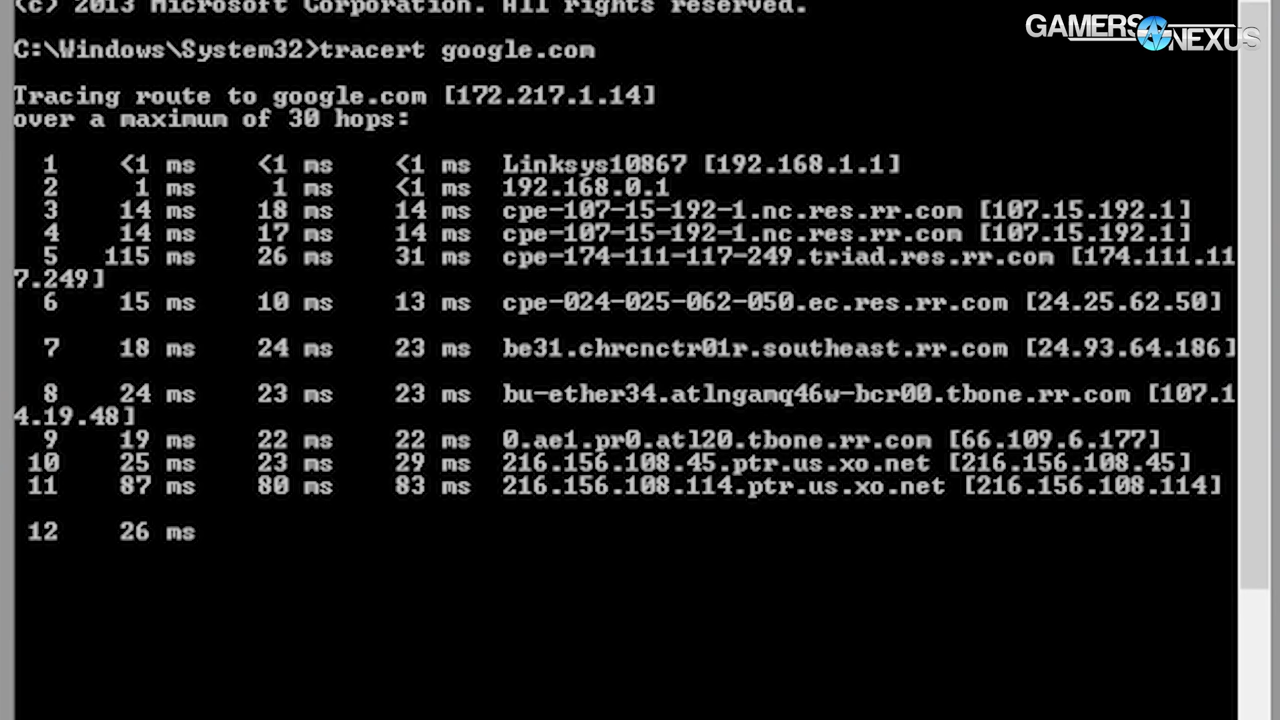 (c) 2013 Microsoft Corporation. All rights reserved.
GAMERS NEXUS
C:\Windows\System32>tracert google.com
Tracing route to google.com [172.217.1.14]
over a maximum of 30 hops:
1 <1 ms <1 ms <1 ms Linksys10867 [192.168.1.1]
2 1 ms 1 ms <1 ms 192.168.0.1
3 14 ms 18 ms 14 ms cpe-107-15-192-1.nc.res.rr.com [107.15.192.1]
4 14 ms 17 ms 14 ms cpe-107-15-192-1.nc.res.rr.com [107.15.192.1]
5 115 ms 26 ms 31 ms cpe-174-111-117-249.triad.res.rr.com [174.111.11
7.249]
6 15 ms 10 ms 13 ms cpe-024-025-062-050.ec.res.rr.com [24.25.62.50]
7 18 ms 24 ms 23 ms be31.chrcnctr01r.southeast.rr.com [24.93.64.186]
8 24 ms 23 ms 23 ms bu-ether34.atlngamq46w-bcr00.tbone.rr.com [107.1
4.19.48]
9 19 ms 22 ms 22 ms 0.ae1.pr0.atl20.tbone.rr.com [66.109.6.177]
10 25 ms 23 ms 29 ms 216.156.108.45.ptr.us.xo.net [216.156.108.45]
11 87 ms 80 ms 83 ms 216.156.108.114.ptr.us.xo.net [216.156.108.114]
12 26 ms